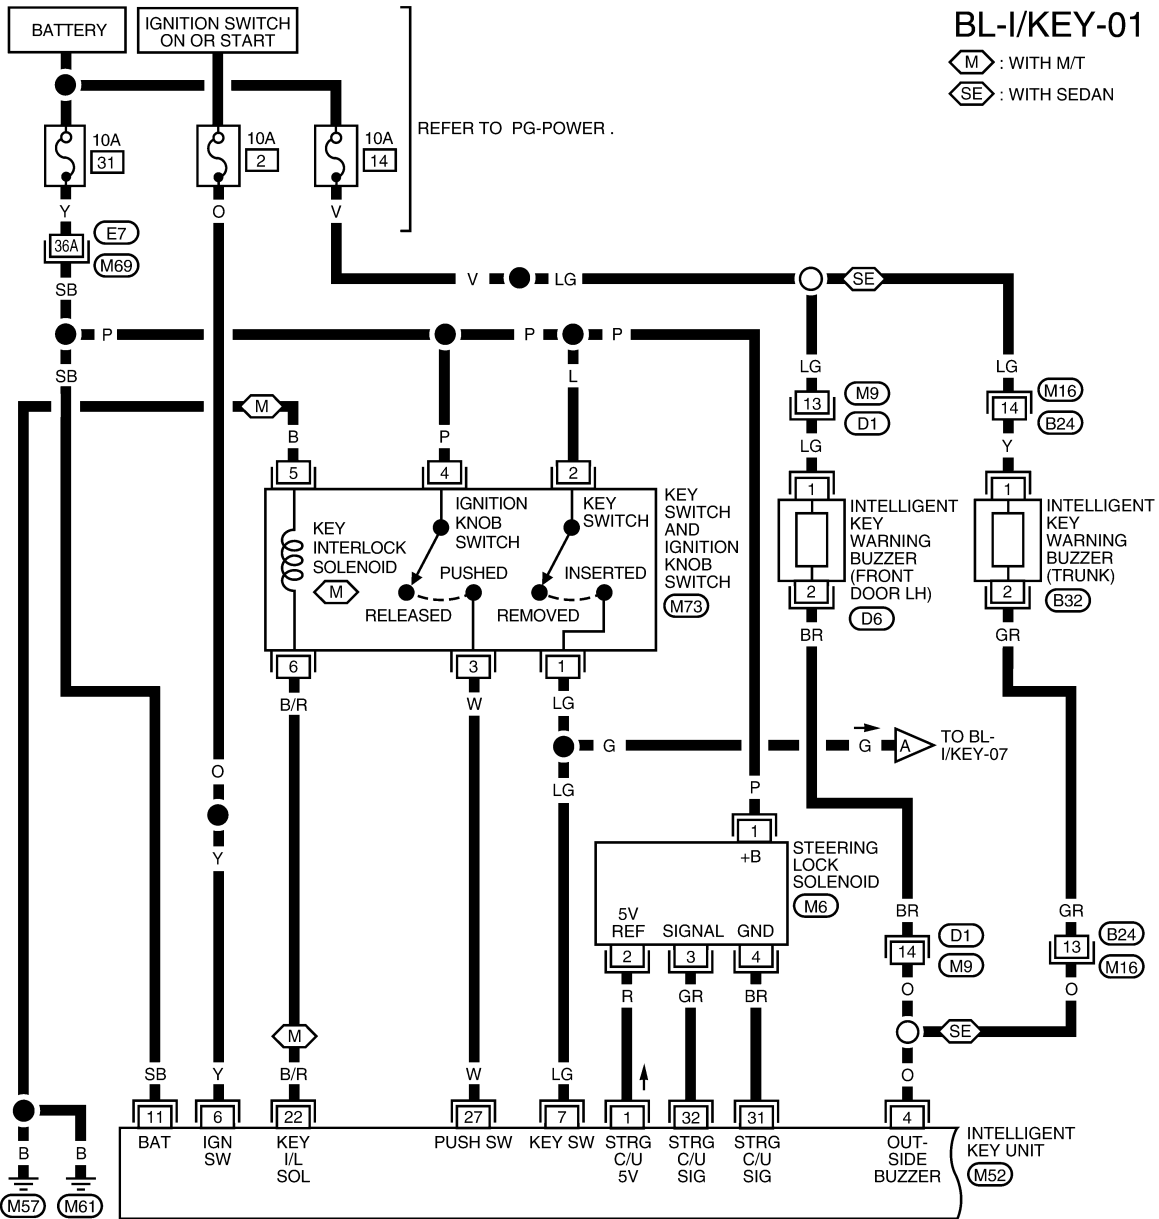 BL-I/KEY-01
M : WITH M/T
SE : WITH SEDAN
BATTERY
IGNITION SWITCH
ON OR START
REFER TO PG-POWER .
10A
31
10A
2
10A
14
Y
O
V
36A
E7
M69
SB
V
LG
SE
P
P
P
SB
L
M
B
P
LG
LG
13
M9
D1
14
M16
B24
LG
Y
5
4
2
1
1
KEY
INTERLOCK
SOLENOID
M
IGNITION
KNOB
SWITCH
PUSHED
RELEASED
KEY
SWITCH
INSERTED
REMOVED
KEY
SWITCH
AND
IGNITION
KNOB
SWITCH
M73
INTELLIGENT
KEY
WARNING
BUZZER
(FRONT
DOOR LH)
D6
INTELLIGENT
KEY
WARNING
BUZZER
(TRUNK)
B32
2
2
BR
GR
6
3
1
B/R
W
LG
G
G
A
TO BL-
I/KEY-07
O
LG
P
Y
1
+B
STEERING
LOCK
SOLENOID
M6
5V
REF
SIGNAL
GND
2
3
4
R
GR
BR
BR
GR
14
D1
M9
13
B24
M16
O
O
SE
M
SB
Y
B/R
W
LG
O
11
6
22
27
7
1
32
31
4
BAT
IGN
SW
KEY
I/L
SOL
PUSH SW
KEY SW
STRG
C/U
5V
STRG
C/U
SIG
STRG
C/U
SIG
OUT-
SIDE
BUZZER
INTELLIGENT
KEY UNIT
M52
B
B
M57
M61